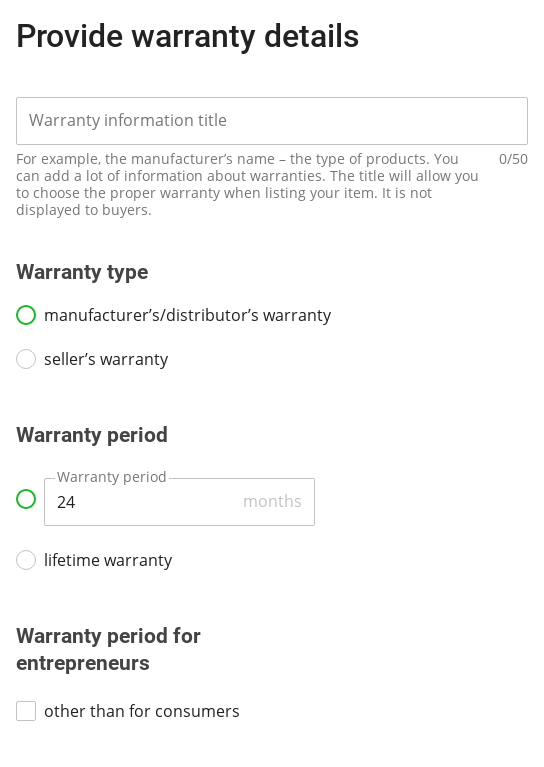 Provide warranty details
Warranty information title
For example, the manufacturer’s name – the type of products. You
can add a lot of information about warranties. The title will allow you
to choose the proper warranty when listing your item. It is not
displayed to buyers.
0/50
Warranty type
manufacturer’s/distributor’s warranty
seller’s warranty
Warranty period
Warranty period
24 months
lifetime warranty
Warranty period for
entrepreneurs
other than for consumers